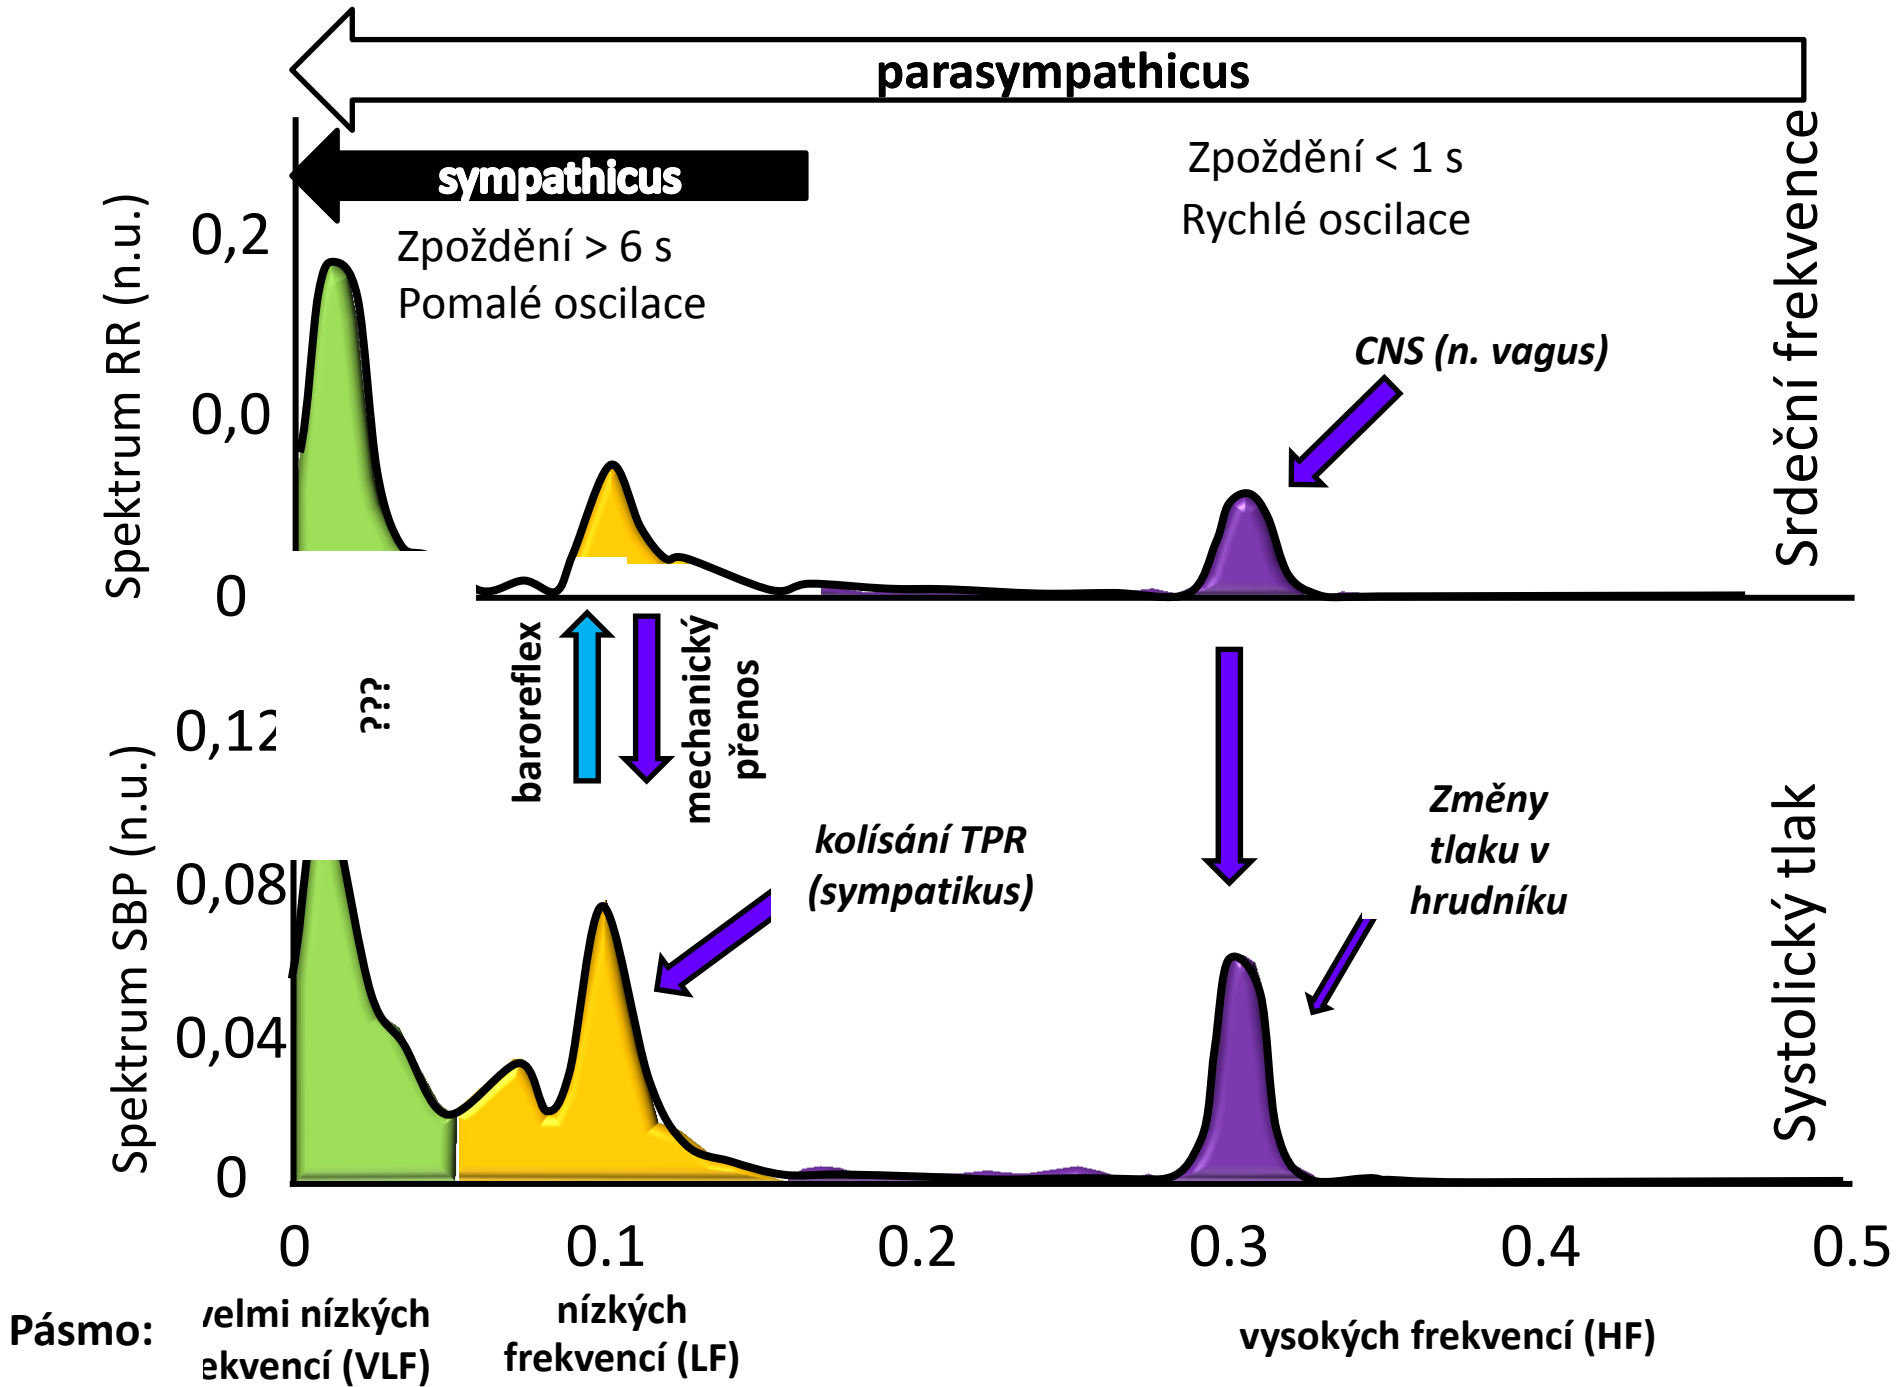 parasympathicus
sympathicus
Zpoždění < 1 s
Rychlé oscilace
Zpoždění > 6 s
Pomalé oscilace
Spektrum RR (n.u.)
0,2
0,0
0
CNS (n. vagus)
Srdeční frekvence
???
baroreflex
mechanický
přenos
Spektrum SBP (n.u.)
0,12
0,08
0,04
0
kolísání TPR
(sympatikus)
Změny
tlaku v
hrudníku
Systolický tlak
0
0.1
0.2
0.3
0.4
0.5
Pásmo:
velmi nízkých
ekvencí (VLF)
nízkých
frekvencí (LF)
vysokých frekvencí (HF)